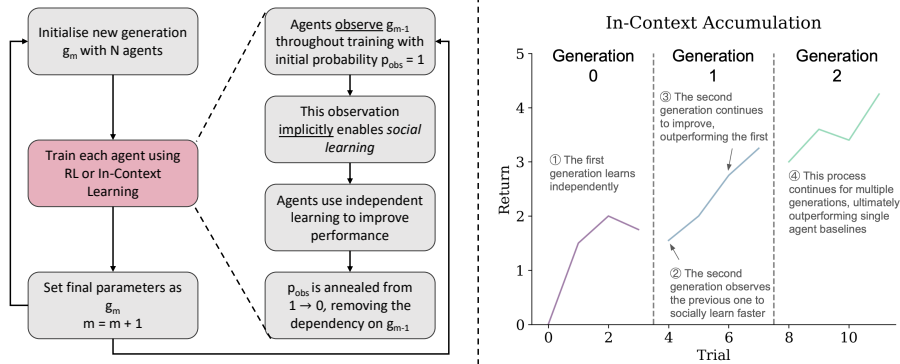 Initialise new generation
gₘ with N agents
Train each agent using
RL or In-Context
Learning
Set final parameters as
gₘ
m = m + 1
Agents observe gₘ₋₁
throughout training with
initial probability pₒbₛ = 1
This observation
implicitly enables social
learning
Agents use independent
learning to improve
performance
pₒbₛ is annealed from
1 → 0, removing the
dependency on gₘ₋₁
In-Context Accumulation
Generation
0
Generation
1
Generation
2
① The first
generation learns
independently
③ The second
generation continues
to improve,
outperforming the first
② The second
generation observes
the previous one to
socially learn faster
④ This process
continues for multiple
generations, ultimately
outperforming single
agent baselines
Return
5
4
3
2
1
0
0 2 4 6 8 10
Trial